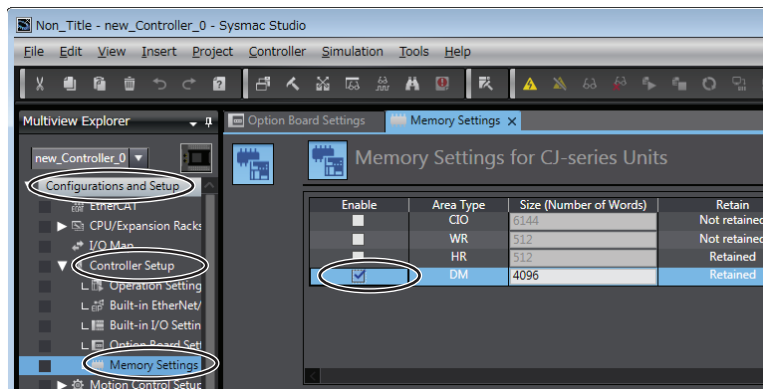 Non_Title - new_Controller_0 - Sysmac Studio
File Edit View Insert Project Controller Simulation Tools Help
Multiview Explorer
Option Board Settings Memory Settings
new_Controller_0
Memory Settings for CJ-series Units
Configurations and Setup
EtherCAT
CPU/Expansion Racks
I/O Map
Controller Setup
Operation Setting
Built-in EtherNet/
Built-in I/O Settin
Option Board Sett
Memory Settings
Motion Control Setup
Enable Area Type Size (Number of Words) Retain
CIO 6144 Not retained
WR 512 Not retained
HR 512 Retained
DM 4096 Retained